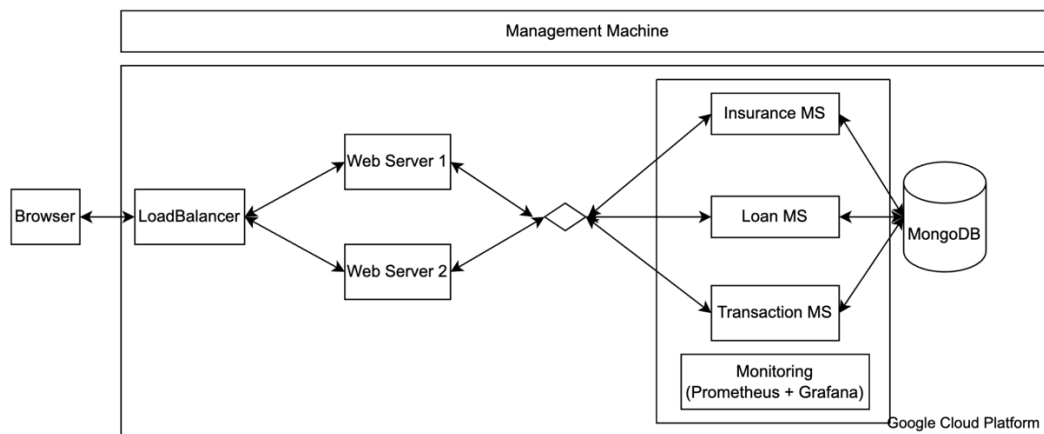 Management Machine
Browser
LoadBalancer
Web Server 1
Web Server 2
Insurance MS
Loan MS
Transaction MS
Monitoring
(Prometheus + Grafana)
MongoDB
Google Cloud Platform